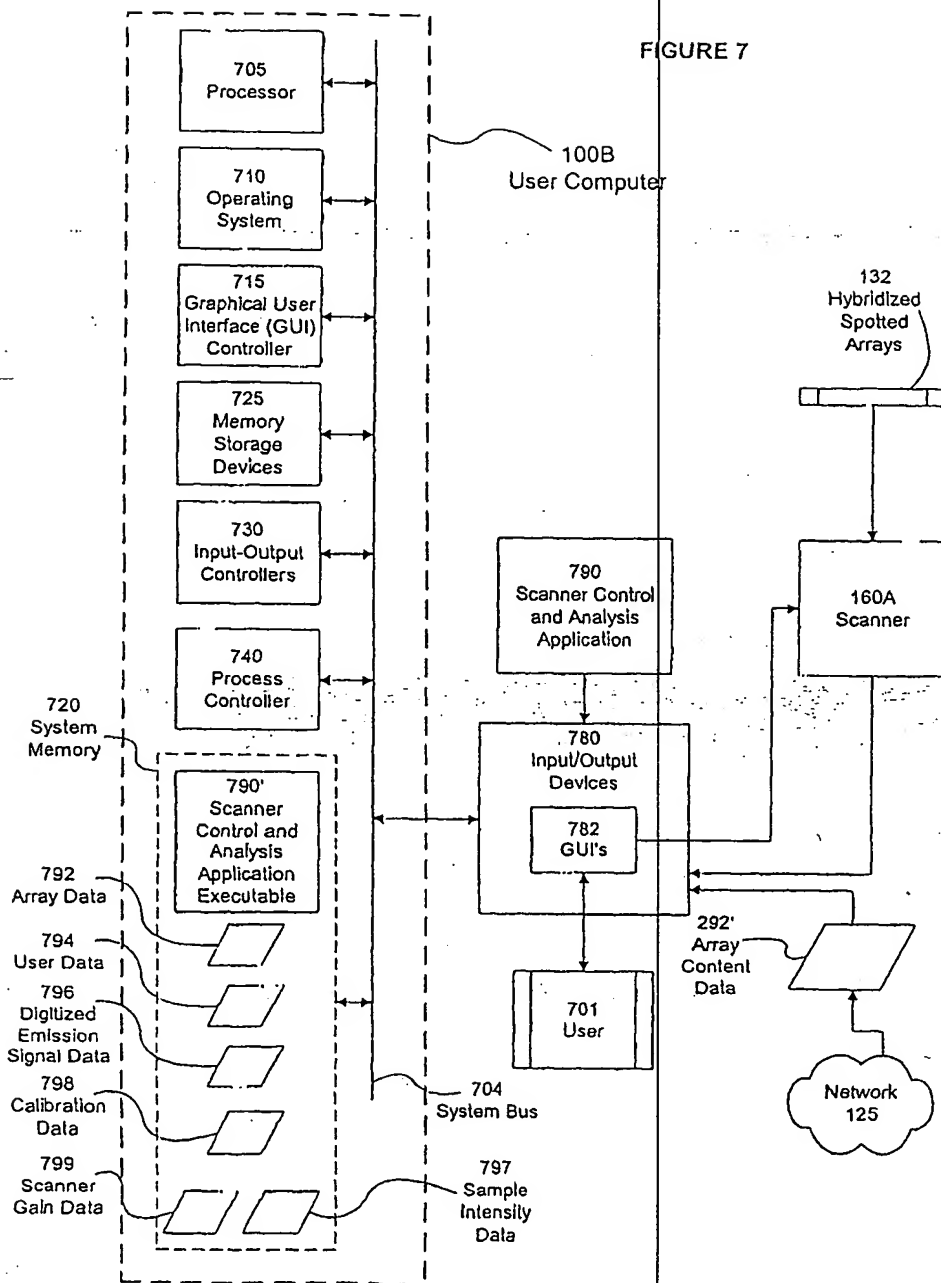 FIGURE 7
705
Processor
100B
User Computer
710
Operating
System
715
Graphical User
Interface (GUI)
Controller
132
Hybridized
Spotted
Arrays
725
Memory
Storage
Devices
730
Input-Output
Controllers
790
Scanner Control
and Analysis
Application
160A
Scanner
740
Process
Controller
720
System
Memory
780
Input/Output
Devices
782
GUI's
790'
Scanner
Control and
Analysis
Application
Executable
792
Array Data
794
User Data
796
Digitized
Emission
Signal Data
798
Calibration
Data
799
Scanner
Gain Data
797
Sample
Intensity
Data
704
System Bus
701
User
292'
Array
Content
Data
Network
125